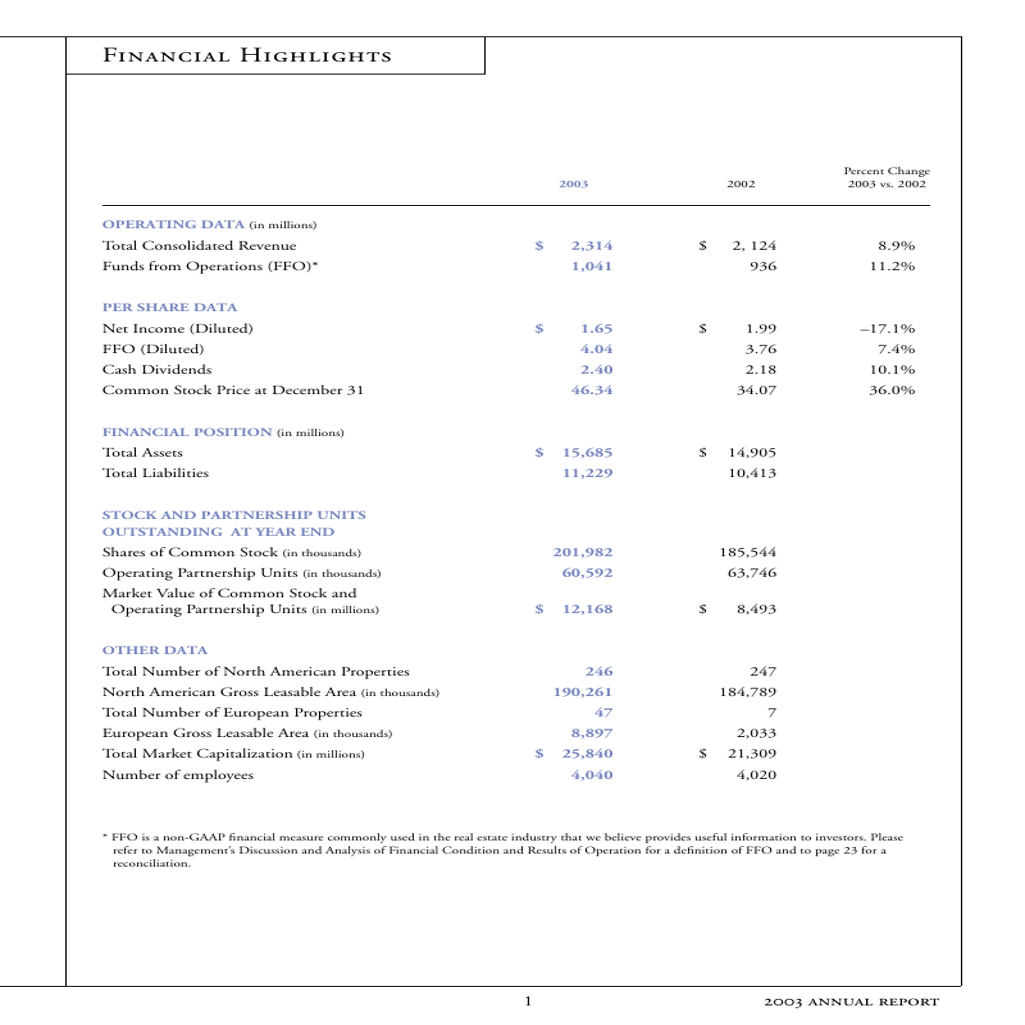 Financial Highlights
Percent Change
2003 2002 2003 vs. 2002
OPERATING DATA (in millions)
Total Consolidated Revenue $ 2,314 $ 2, 124 8.9%
Funds from Operations (FFO)* 1,041 936 11.2%
PER SHARE DATA
Net Income (Diluted) $ 1.65 $ 1.99 –17.1%
FFO (Diluted) 4.04 3.76 7.4%
Cash Dividends 2.40 2.18 10.1%
Common Stock Price at December 31 46.34 34.07 36.0%
FINANCIAL POSITION (in millions)
Total Assets $ 15,685 $ 14,905
Total Liabilities 11,229 10,413
STOCK AND PARTNERSHIP UNITS
OUTSTANDING AT YEAR END
Shares of Common Stock (in thousands) 201,982 185,544
Operating Partnership Units (in thousands) 60,592 63,746
Market Value of Common Stock and
Operating Partnership Units (in millions) $ 12,168 $ 8,493
OTHER DATA
Total Number of North American Properties 246 247
North American Gross Leasable Area (in thousands) 190,261 184,789
Total Number of European Properties 47 7
European Gross Leasable Area (in thousands) 8,897 2,033
Total Market Capitalization (in millions) $ 25,840 $ 21,309
Number of employees 4,040 4,020
* FFO is a non-GAAP financial measure commonly used in the real estate industry that we believe provides useful information to investors. Please
refer to Management's Discussion and Analysis of Financial Condition and Results of Operation for a definition of FFO and to page 23 for a
reconciliation.
1 2003 ANNUAL REPORT